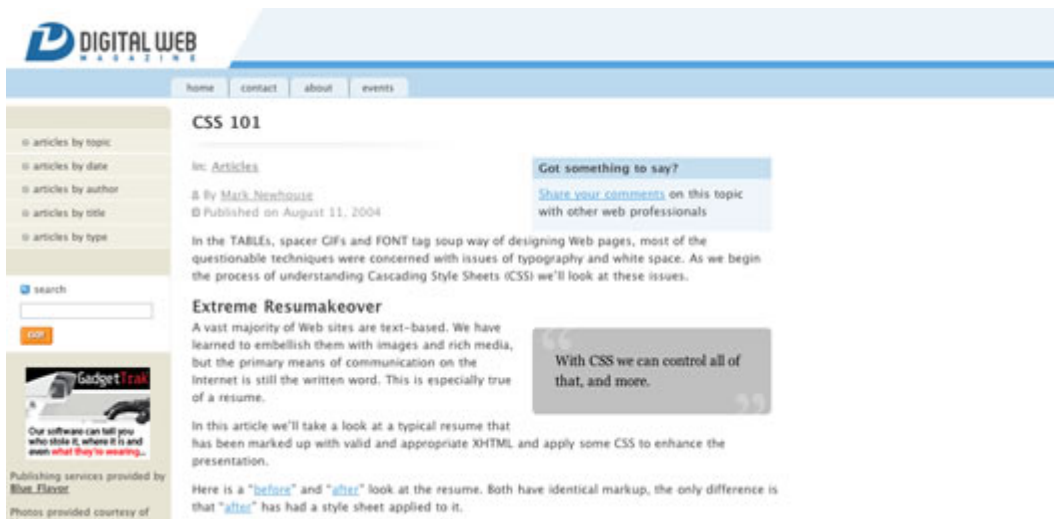 DIGITAL WEB
MAGAZINE
home contact about events
articles by topic
articles by date
articles by author
articles by title
articles by type
search
GO!
GadgetTrak
Our software can tell you
who stole it, where it is and
even what they're wearing...
Publishing services provided by
Blue Flavor
Photos provided courtesy of
CSS 101
In: Articles
By Mark Newhouse
Published on August 11, 2004
Got something to say?
Share your comments on this topic
with other web professionals
In the TABLEs, spacer GIFs and FONT tag soup way of designing Web pages, most of the
questionable techniques were concerned with issues of typography and white space. As we begin
the process of understanding Cascading Style Sheets (CSS) we'll look at these issues.
Extreme Resumakeover
A vast majority of Web sites are text-based. We have
learned to embellish them with images and rich media,
but the primary means of communication on the
Internet is still the written word. This is especially true
of a resume.
“
With CSS we can control all of
that, and more.
”
In this article we'll take a look at a typical resume that
has been marked up with valid and appropriate XHTML and apply some CSS to enhance the
presentation.
Here is a "before" and "after" look at the resume. Both have identical markup, the only difference is
that "after" has had a style sheet applied to it.